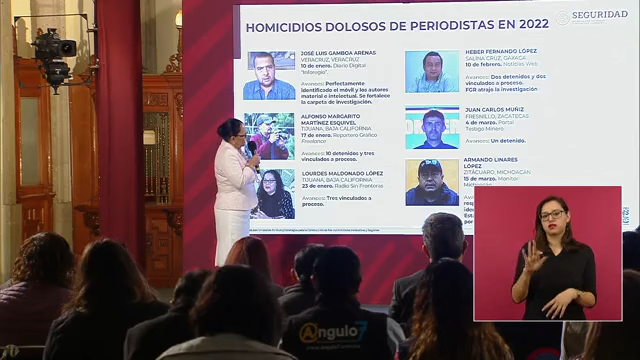 HOMICIDIOS DOLOSOS DE PERIODISTAS EN 2022
SEGURIDAD
JOSÉ LUIS GAMBOA ARENAS
VERACRUZ, VERACRUZ
10 de enero. Diario Digital
"Inforegio".
Avances: Perfectamente
identificado el móvil y los autores
material e intelectual. Se fortalece
la carpeta de investigación.
ALFONSO MARGARITO
MARTÍNEZ ESQUIVEL
TIJUANA, BAJA CALIFORNIA
17 de enero. Reportero Gráfico
Freelance
Avances: 10 detenidos y tres
vinculados a proceso.
LOURDES MALDONADO LÓPEZ
TIJUANA, BAJA CALIFORNIA
23 de enero. Radio Sin Fronteras
Avances: Tres vinculados a
proceso.
HEBER FERNANDO LÓPEZ
SALINA CRUZ, OAXACA
10 de febrero. Noticias Web
Avances: Dos detenidos y dos
vinculados a proceso.
FGR atrajo la investigación
JUAN CARLOS MUÑIZ
FRESNILLO, ZACATECAS
4 de marzo. Portal
Testigo Minero
Avances: Un detenido.
ARMANDO LINARES
LÓPEZ
ZITÁCUARO, MICHOACÁN
15 de marzo. Monitor
Michoacán
Angulo7